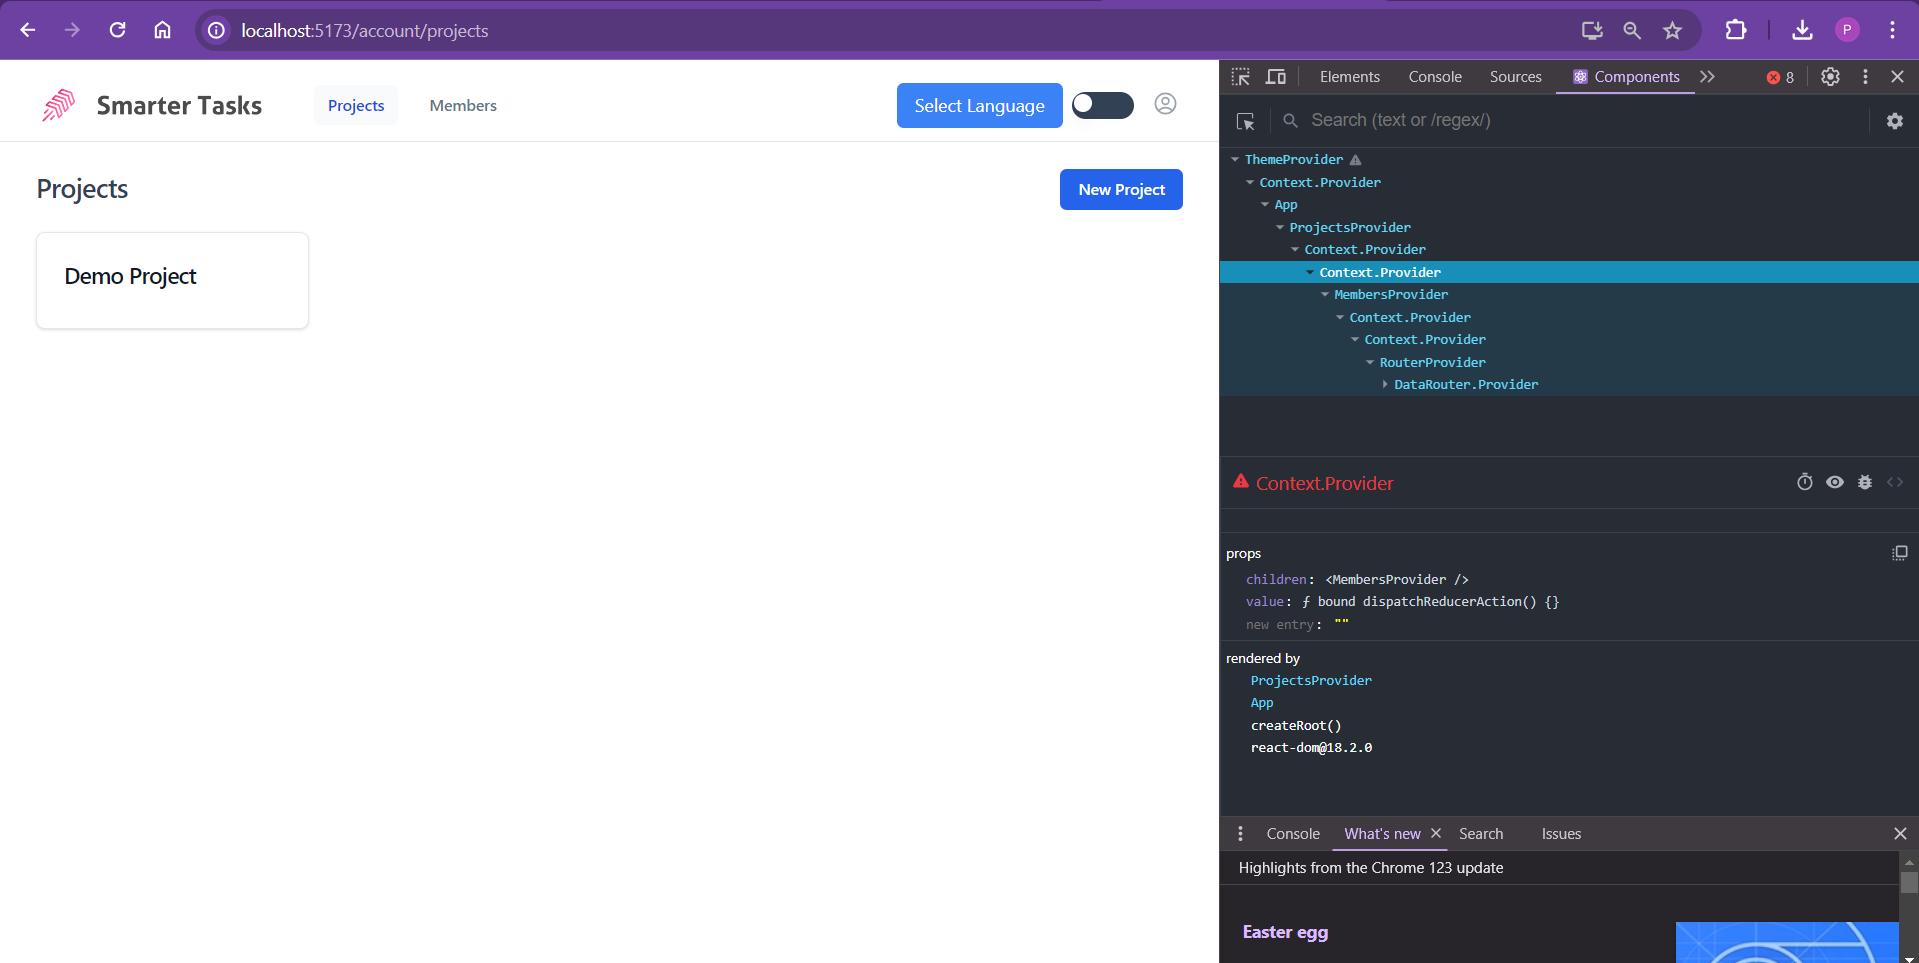 localhost:5173/account/projects
P
Smarter Tasks
Projects
Members
Select Language
Projects
New Project
Demo Project
Elements
Console
Sources
Components
8
Search (text or /regex/)
ThemeProvider
Context.Provider
App
ProjectsProvider
Context.Provider
Context.Provider
MembersProvider
Context.Provider
Context.Provider
RouterProvider
DataRouter.Provider
Context.Provider
props
children: <MembersProvider />
value: ƒ bound dispatchReducerAction() {}
new entry: ""
rendered by
ProjectsProvider
App
createRoot()
react-dom@18.2.0
Console
What's new
Search
Issues
Highlights from the Chrome 123 update
Easter egg